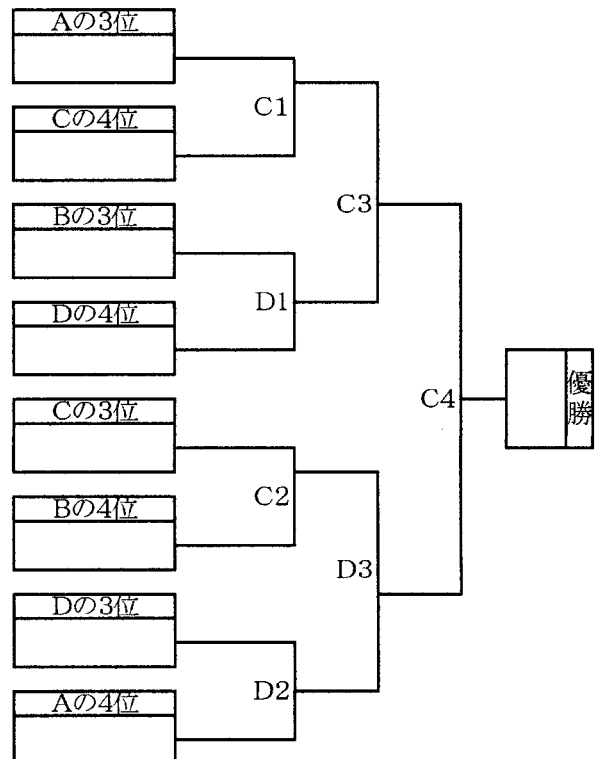 Aの3位
C1
Cの4位
C3
Bの3位
D1
Dの4位
C4
優勝
Cの3位
C2
Bの4位
D3
Dの3位
D2
Aの4位